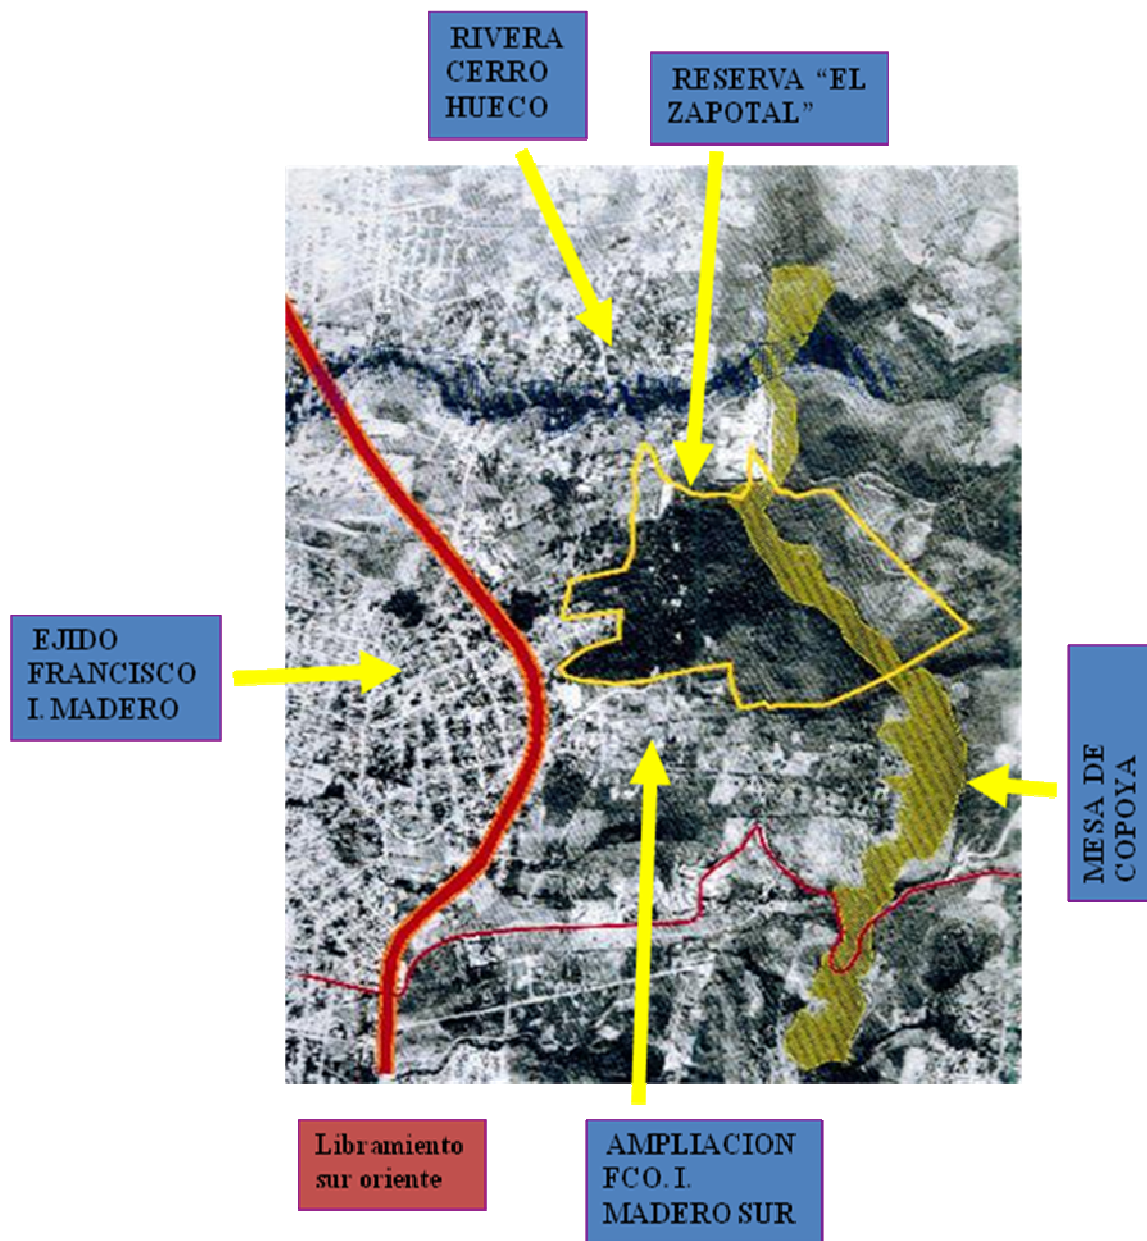 RIVERA
CERRO
HUECO
RESERVA “EL
ZAPOTAL”
EJIDO
FRANCISCO
I. MADERO
MESA DE
COPOYA
Libramiento
sur oriente
AMPLIACION
FCO. I.
MADERO SUR